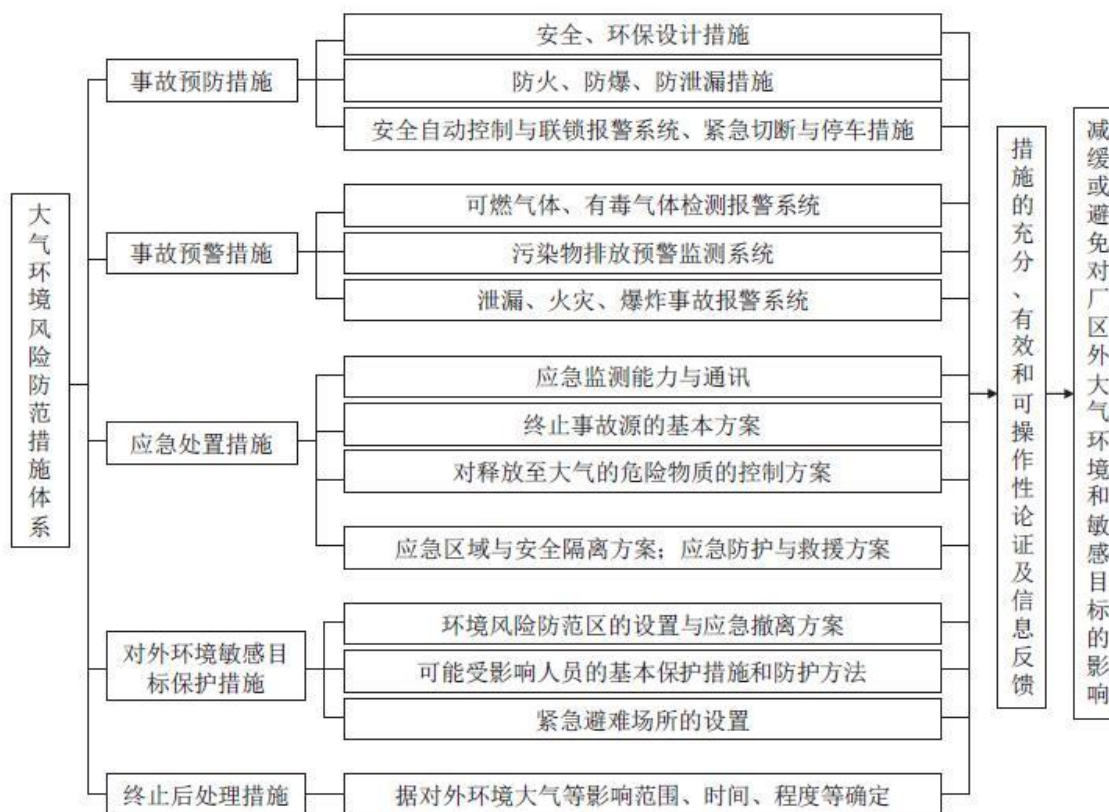 大气环境风险防范措施体系
事故预防措施
安全、环保设计措施
防火、防爆、防泄漏措施
安全自动控制与联锁报警系统、紧急切断与停车措施
事故预警措施
可燃气体、有毒气体检测报警系统
污染物排放预警监测系统
泄漏、火灾、爆炸事故报警系统
应急处置措施
应急监测能力与通讯
终止事故源的基本方案
对释放至大气的危险物质的控制方案
应急区域与安全隔离方案；应急防护与救援方案
对外环境敏感目
标保护措施
环境风险防范区的设置与应急撤离方案
可能受影响人员的基本保护措施和防护方法
紧急避难场所的设置
终止后处理措施
据对外环境大气等影响范围、时间、程度等确定
措施的充分、有效和可操作性论证及信息反馈
减缓或避免对厂区外大气环境和敏感目标的影响